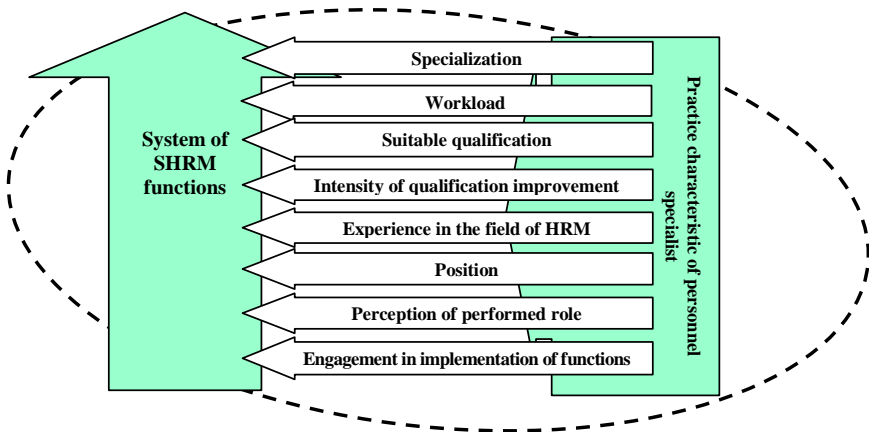 System of
SHRM
functions
Specialization
Workload
Suitable qualification
Intensity of qualification improvement
Experience in the field of HRM
Position
Perception of performed role
Engagement in implementation of functions
Practice characteristic of personnel
specialist